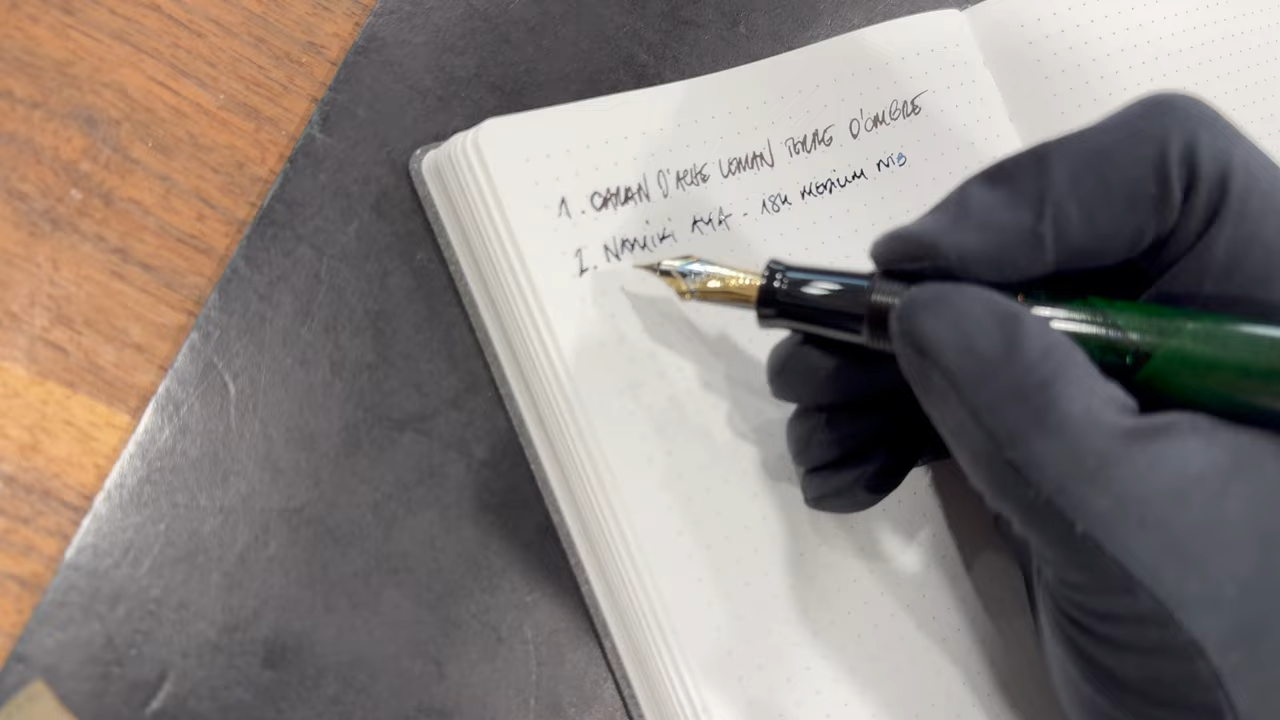 1. CARAN D'ACHE LEMAN TERRE D'OMBRE
2. NAMIKI AYA - 18K MEDIUM NIB